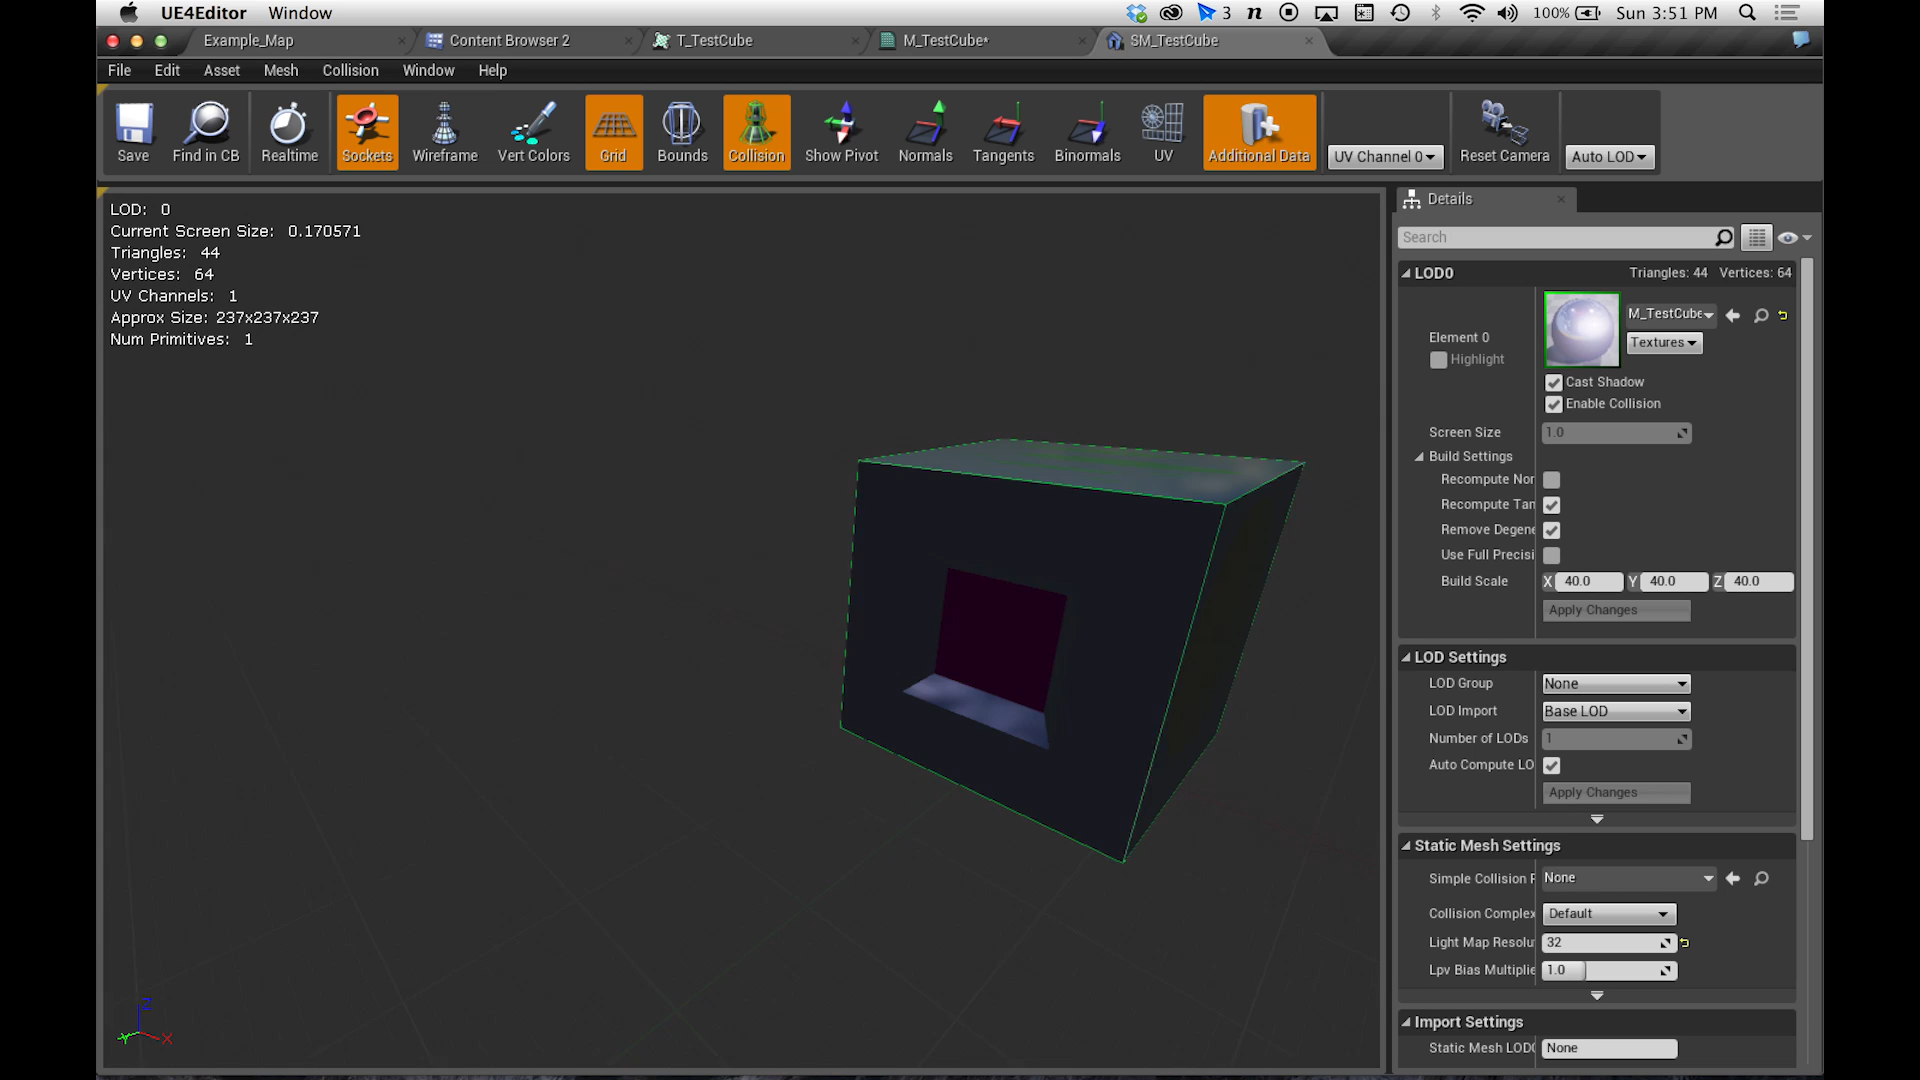 UE4Editor Window 3 n 100% Sun 3:51 PM
Example_Map Content Browser 2 T_TestCube M_TestCube* SM_TestCube
File Edit Asset Mesh Collision Window Help
Save Find in CB Realtime Sockets Wireframe Vert Colors Grid Bounds Collision Show Pivot Normals Tangents Binormals UV Additional Data UV Channel 0 Reset Camera Auto LOD
LOD: 0
Current Screen Size: 0.170571
Triangles: 44
Vertices: 64
UV Channels: 1
Approx Size: 237x237x237
Num Primitives: 1
Z
Y X
Details
Search
LOD0 Triangles: 44 Vertices: 64
M_TestCube
Element 0 Textures
Highlight
Cast Shadow
Enable Collision
Screen Size 1.0
Build Settings
Recompute Nor
Recompute Tan
Remove Degene
Use Full Precisi
Build Scale X 40.0 Y 40.0 Z 40.0
Apply Changes
LOD Settings
LOD Group None
LOD Import Base LOD
Number of LODs 1
Auto Compute LO
Apply Changes
Static Mesh Settings
Simple Collision P None
Collision Complex Default
Light Map Resolu 32
Lpv Bias Multiplie 1.0
Import Settings
Static Mesh LOD0 None